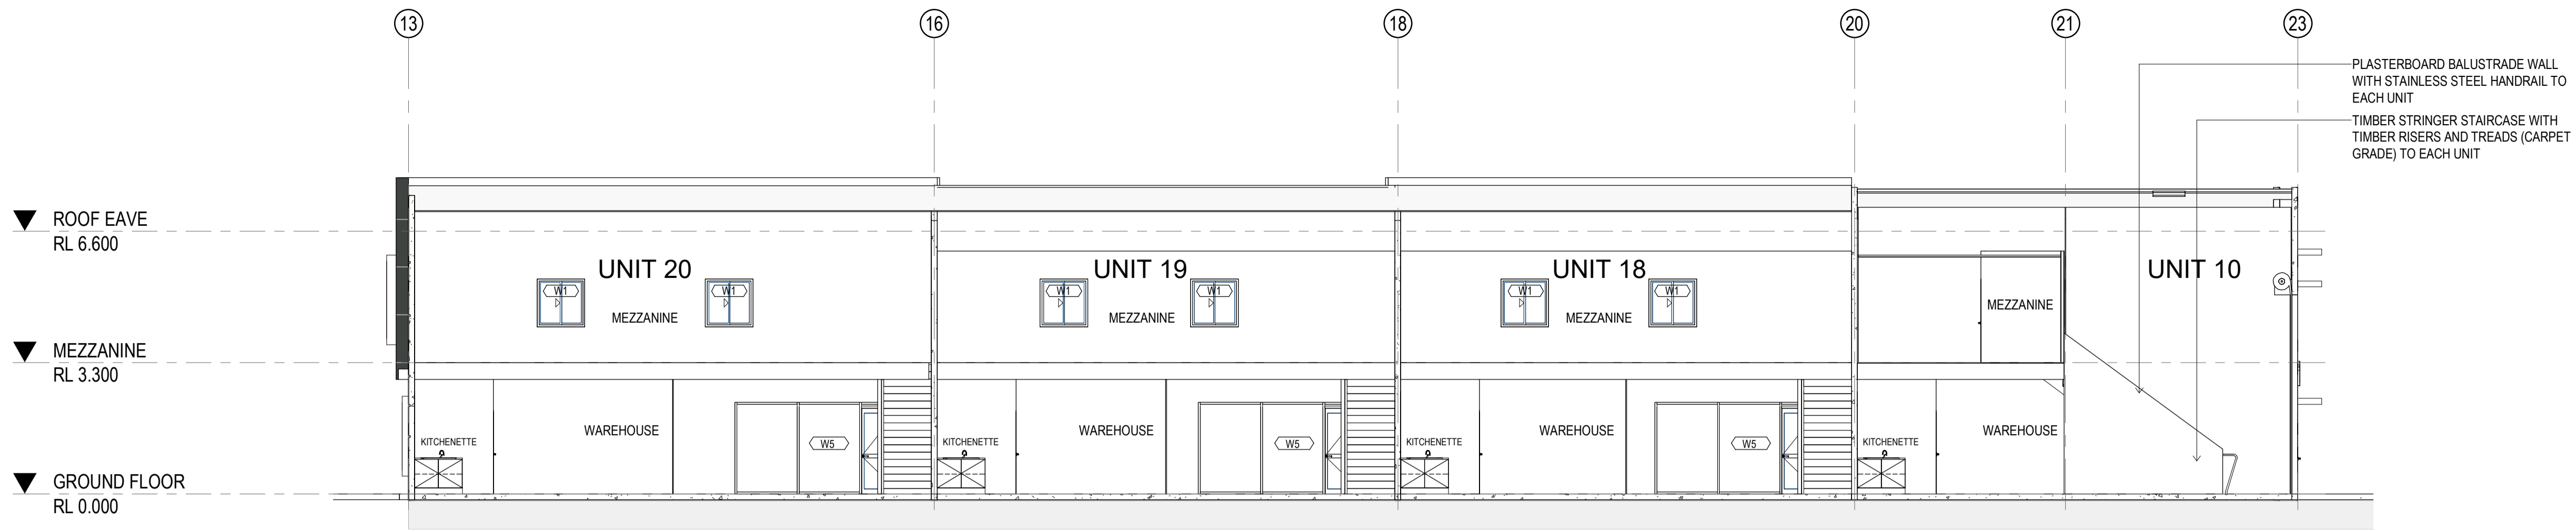 13
16
18
20
21
23
PLASTERBOARD BALUSTRADE WALL
WITH STAINLESS STEEL HANDRAIL TO
EACH UNIT
TIMBER STRINGER STAIRCASE WITH
TIMBER RISERS AND TREADS (CARPET
GRADE) TO EACH UNIT
ROOF EAVE
RL 6.600
UNIT 20
UNIT 19
UNIT 18
UNIT 10
W1
W1
W1
W1
W1
W1
MEZZANINE
MEZZANINE
MEZZANINE
MEZZANINE
MEZZANINE
RL 3.300
KITCHENETTE
WAREHOUSE
W5
KITCHENETTE
WAREHOUSE
W5
KITCHENETTE
WAREHOUSE
W5
KITCHENETTE
WAREHOUSE
GROUND FLOOR
RL 0.000